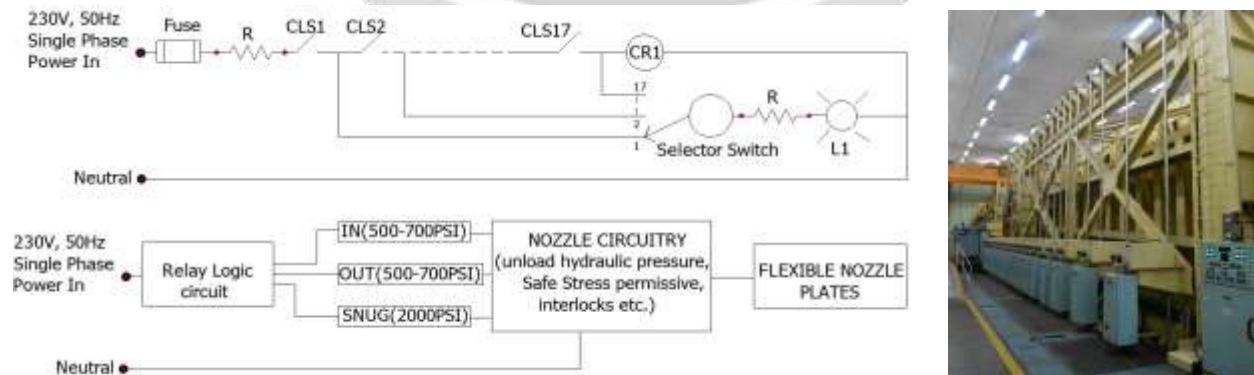 230V, 50Hz
Single Phase
Power In
Fuse
R
CLS1
CLS2
CLS17
CR1
17
2
1
R
Selector Switch
L1
Neutral
230V, 50Hz
Single Phase
Power In
Relay Logic
circuit
IN(500-700PSI)
OUT(500-700PSI)
SNUG(2000PSI)
NOZZLE CIRCUITRY
(unload hydraulic pressure,
Safe Stress permissive,
interlocks etc.)
FLEXIBLE NOZZLE
PLATES
Neutral